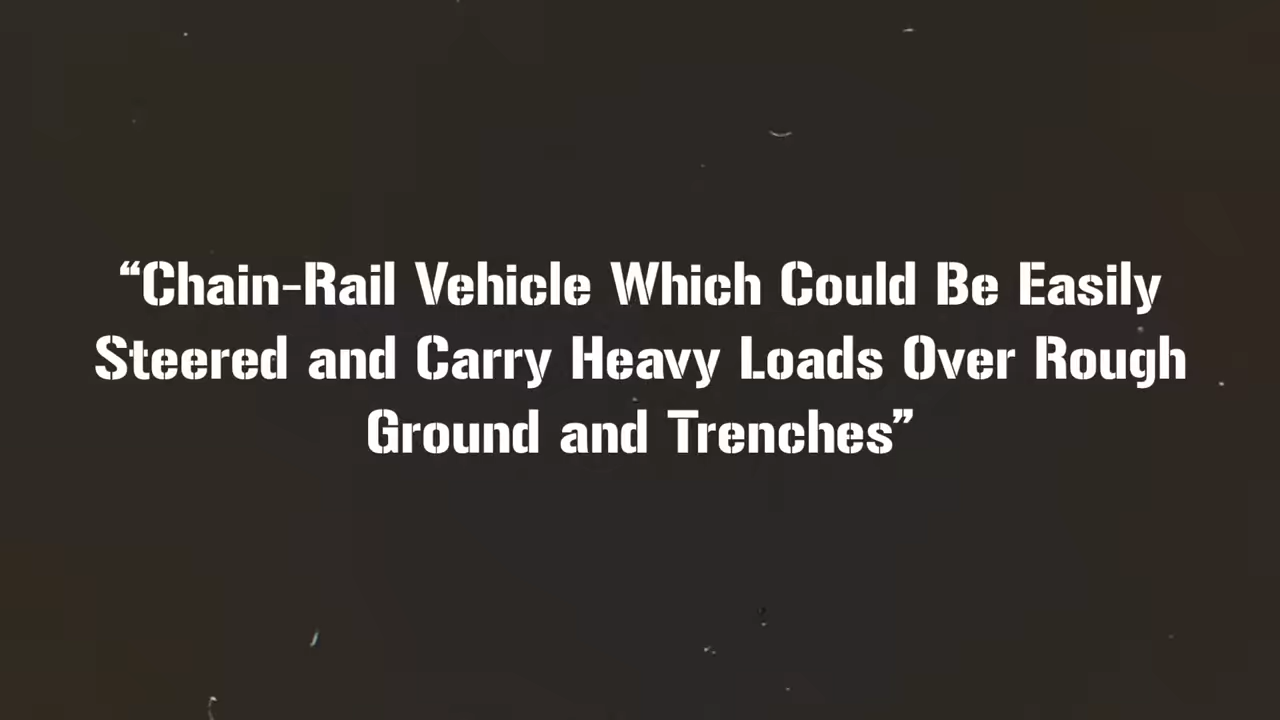 “Chain-Rail Vehicle Which Could Be Easily
Steered and Carry Heavy Loads Over Rough
Ground and Trenches”